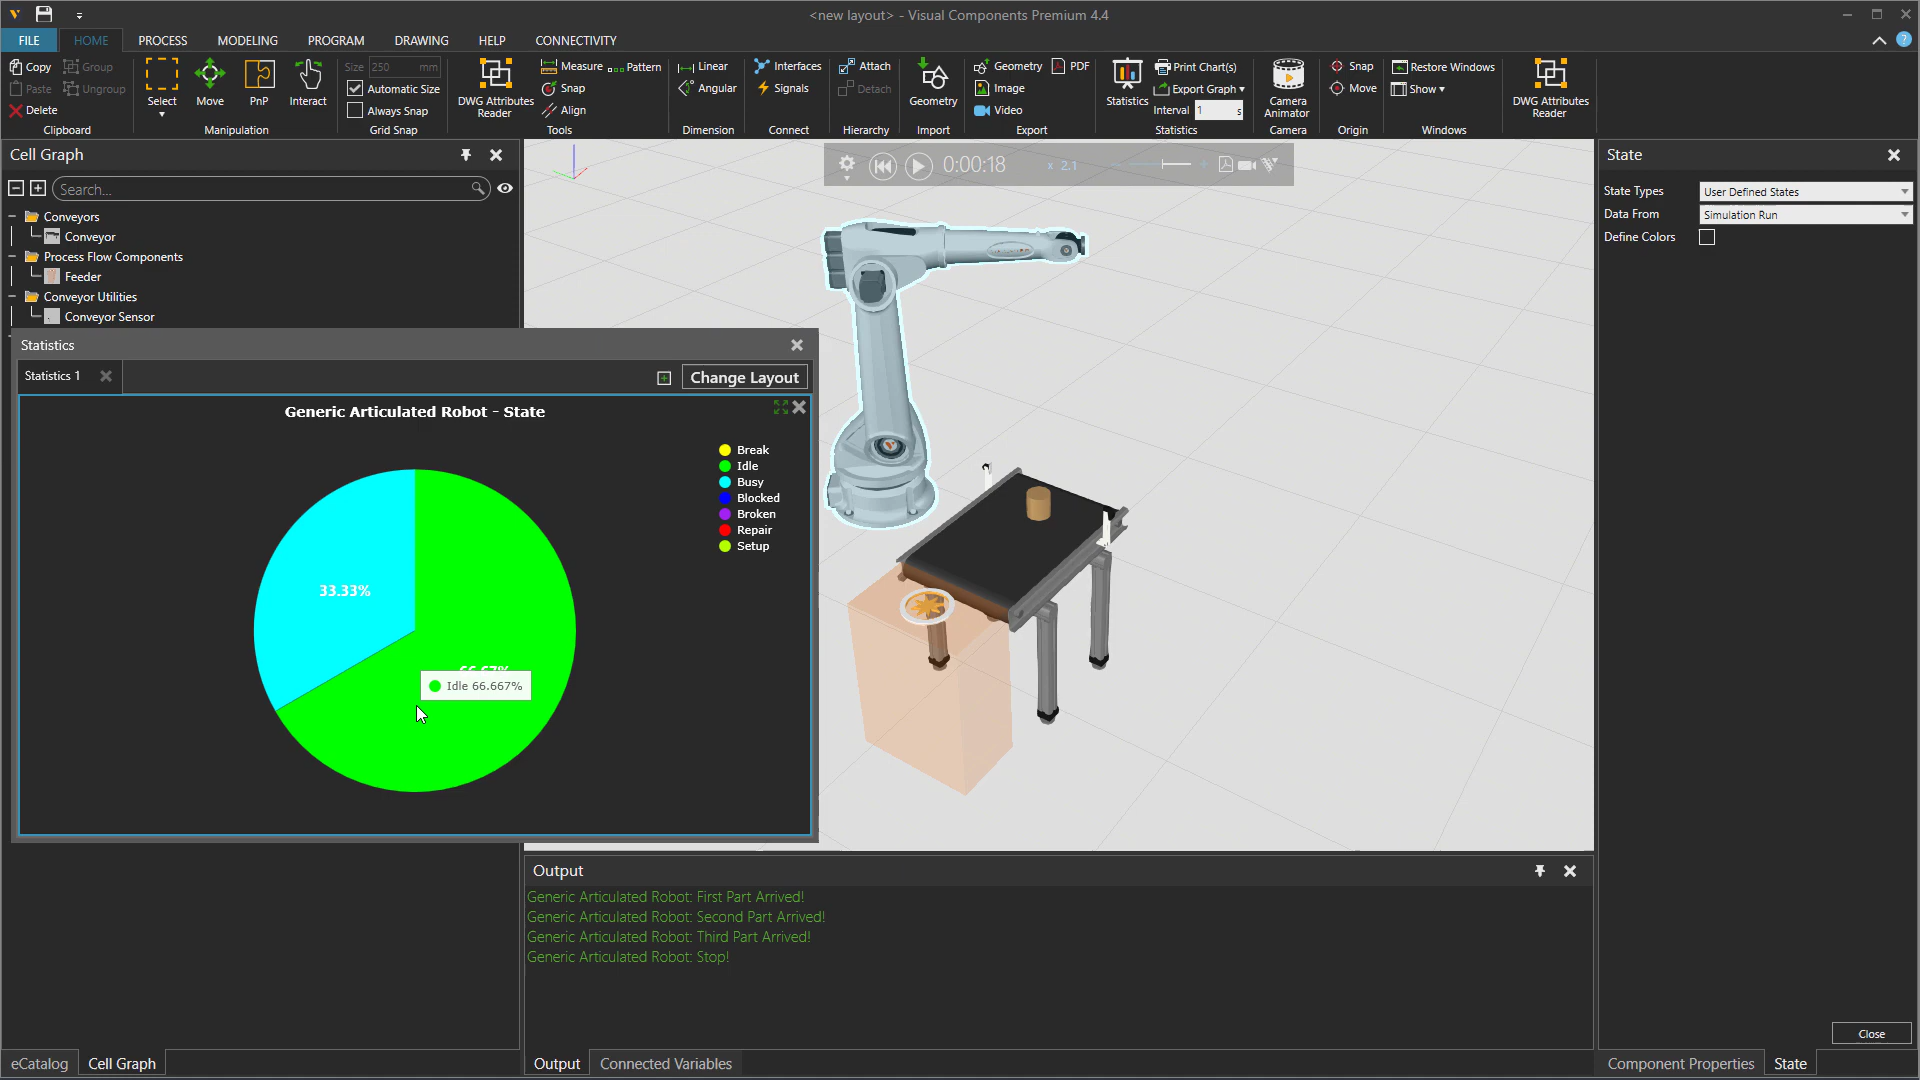 <new layout> - Visual Components Premium 4.4
FILE HOME PROCESS MODELING PROGRAM DRAWING HELP CONNECTIVITY
Copy Group
Paste Ungroup
Delete
Clipboard
Select Move PnP Interact
Manipulation
Size 250 mm
Automatic Size
Always Snap
Grid Snap
DWG Attributes Reader
Measure Pattern
Snap
Align
Tools
Linear
Angular
Dimension
Interfaces
Signals
Connect
Attach
Detach
Hierarchy
Geometry
Import
Geometry PDF
Image
Video
Export
Statistics
Print Chart(s)
Export Graph
Interval 1 s
Statistics
Camera Animator
Camera
Snap
Move
Origin
Restore Windows
Show
Windows
DWG Attributes Reader
Cell Graph
Search...
Conveyors
Conveyor
Process Flow Components
Feeder
Conveyor Utilities
Conveyor Sensor
Statistics
Statistics 1
Change Layout
Generic Articulated Robot - State
Break
Idle
Busy
Blocked
Broken
Repair
Setup
33.33%
66.67%
Idle 66.667%
0:00:18 x 2.1
Output
Generic Articulated Robot: First Part Arrived!
Generic Articulated Robot: Second Part Arrived!
Generic Articulated Robot: Third Part Arrived!
Generic Articulated Robot: Stop!
State
State Types User Defined States
Data From Simulation Run
Define Colors
Close
eCatalog Cell Graph
Output Connected Variables
Component Properties State